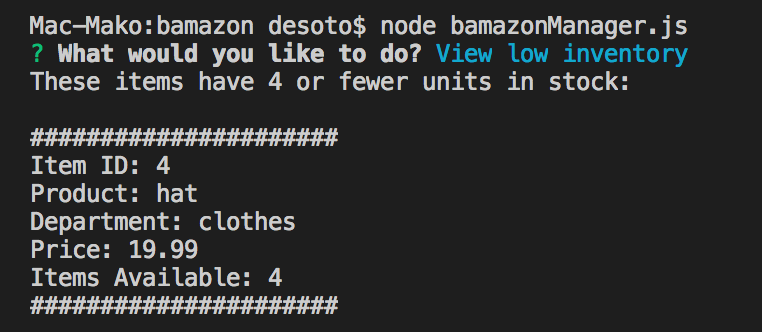 Mac-Mako:bamazon desoto$ node bamazonManager.js
? What would you like to do? View low inventory
These items have 4 or fewer units in stock:
######################
Item ID: 4
Product: hat
Department: clothes
Price: 19.99
Items Available: 4
######################